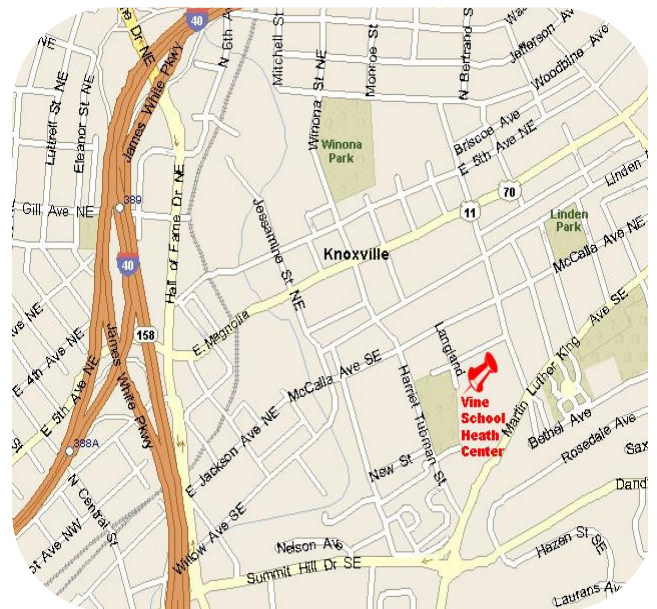 40
N 6th A
Mitchell St
Winona St NE
Monroe St
N Bertrand St
Jefferson Ave
Woodbine Ave
e Dr NE
James White Pkwy
Luttrell St NE
Eleanor St NE
Briscoe Ave
E 5th Ave NE
Winona
Park
70
11
Linden
Linden
Park
389
Gill Ave NE
Hall of Fame Dr NE
Jessamine St NE
McCalla Ave NE
Knoxville
40
158
E Magnolia
Ave SE
Langland
E 4th Ave NE
James White Pkwy
E 5th Ave NE
McCalla Ave SE
Harriet Tubman St
Martin Luther King
Vine
School
Heath
Center
Bethel Ave
Rosedale Ave
388A
E Jackson Ave NE
New St
Sax
Dand
N Central St
ot Ave NW
Willow Ave SE
Nelson Ave
Summit Hill Dr SE
Hazen St SE
Laurans Av